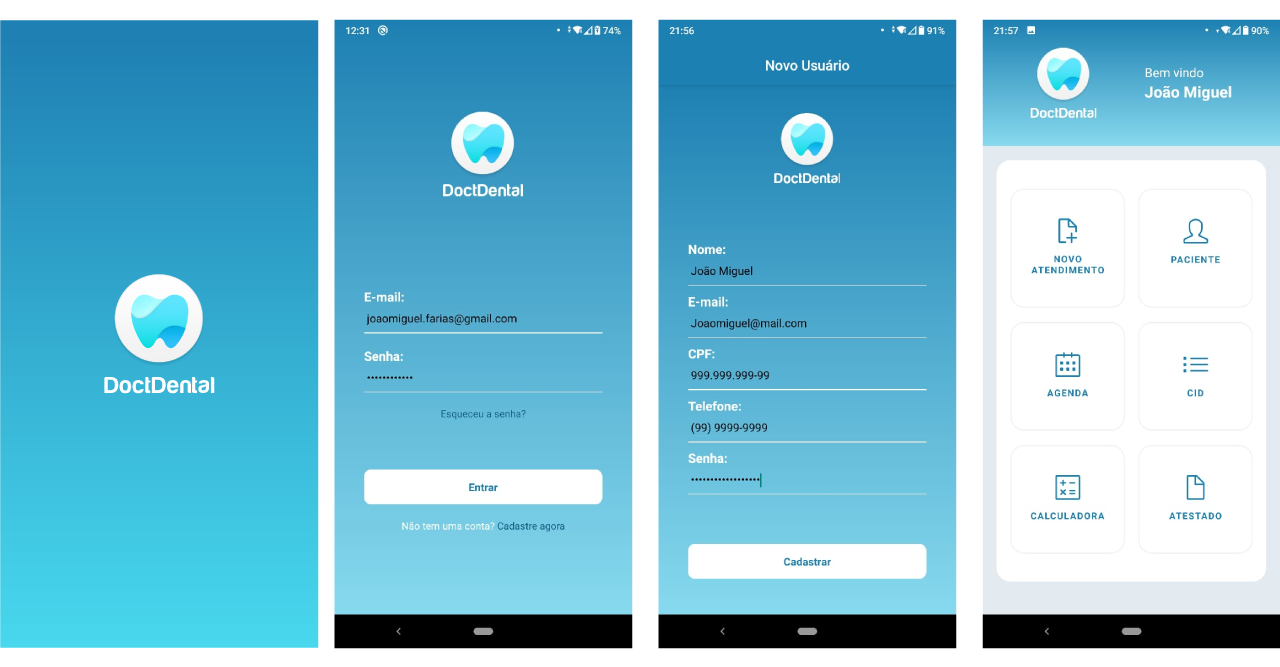 DoctDental
12:31
74%
DoctDental
E-mail:
joaomiguel.farias@gmail.com
Senha:
••••••••••••
Esqueceu a senha?
Entrar
Não tem uma conta? Cadastre agora
21:56
91%
Novo Usuário
DoctDental
Nome:
João Miguel
E-mail:
Joaomiguel@mail.com
CPF:
999.999.999-99
Telefone:
(99) 9999-9999
Senha:
••••••••••••••••••
Cadastrar
21:57
90%
DoctDental
Bem vindo
João Miguel
NOVO
ATENDIMENTO
PACIENTE
AGENDA
CID
CALCULADORA
ATESTADO